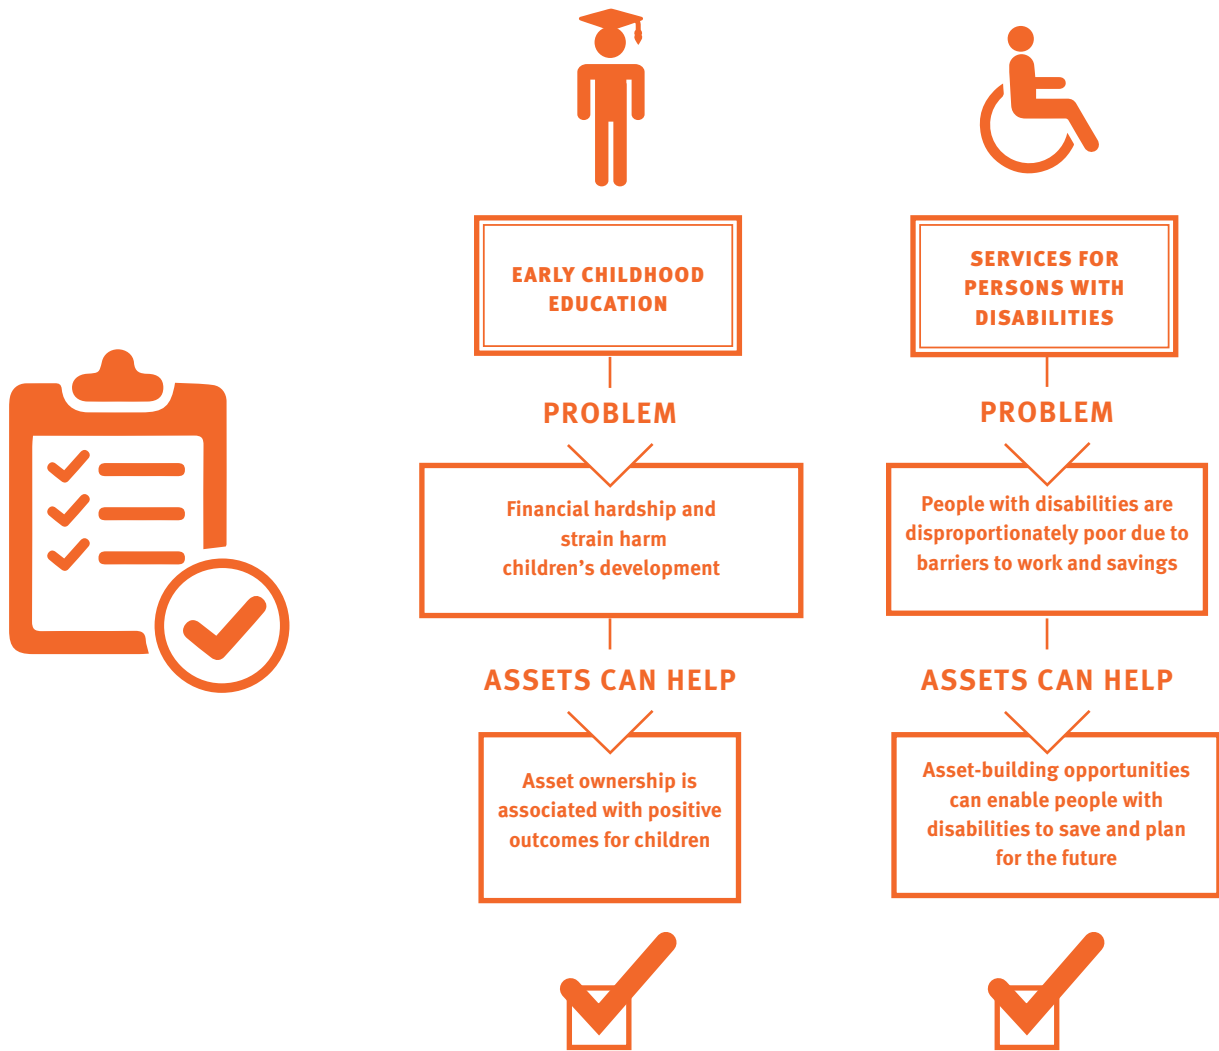 EARLY CHILDHOOD
EDUCATION
PROBLEM
Financial hardship and
strain harm
children’s development
ASSETS CAN HELP
Asset ownership is
associated with positive
outcomes for children
SERVICES FOR
PERSONS WITH
DISABILITIES
PROBLEM
People with disabilities are
disproportionately poor due to
barriers to work and savings
ASSETS CAN HELP
Asset-building opportunities
can enable people with
disabilities to save and plan
for the future